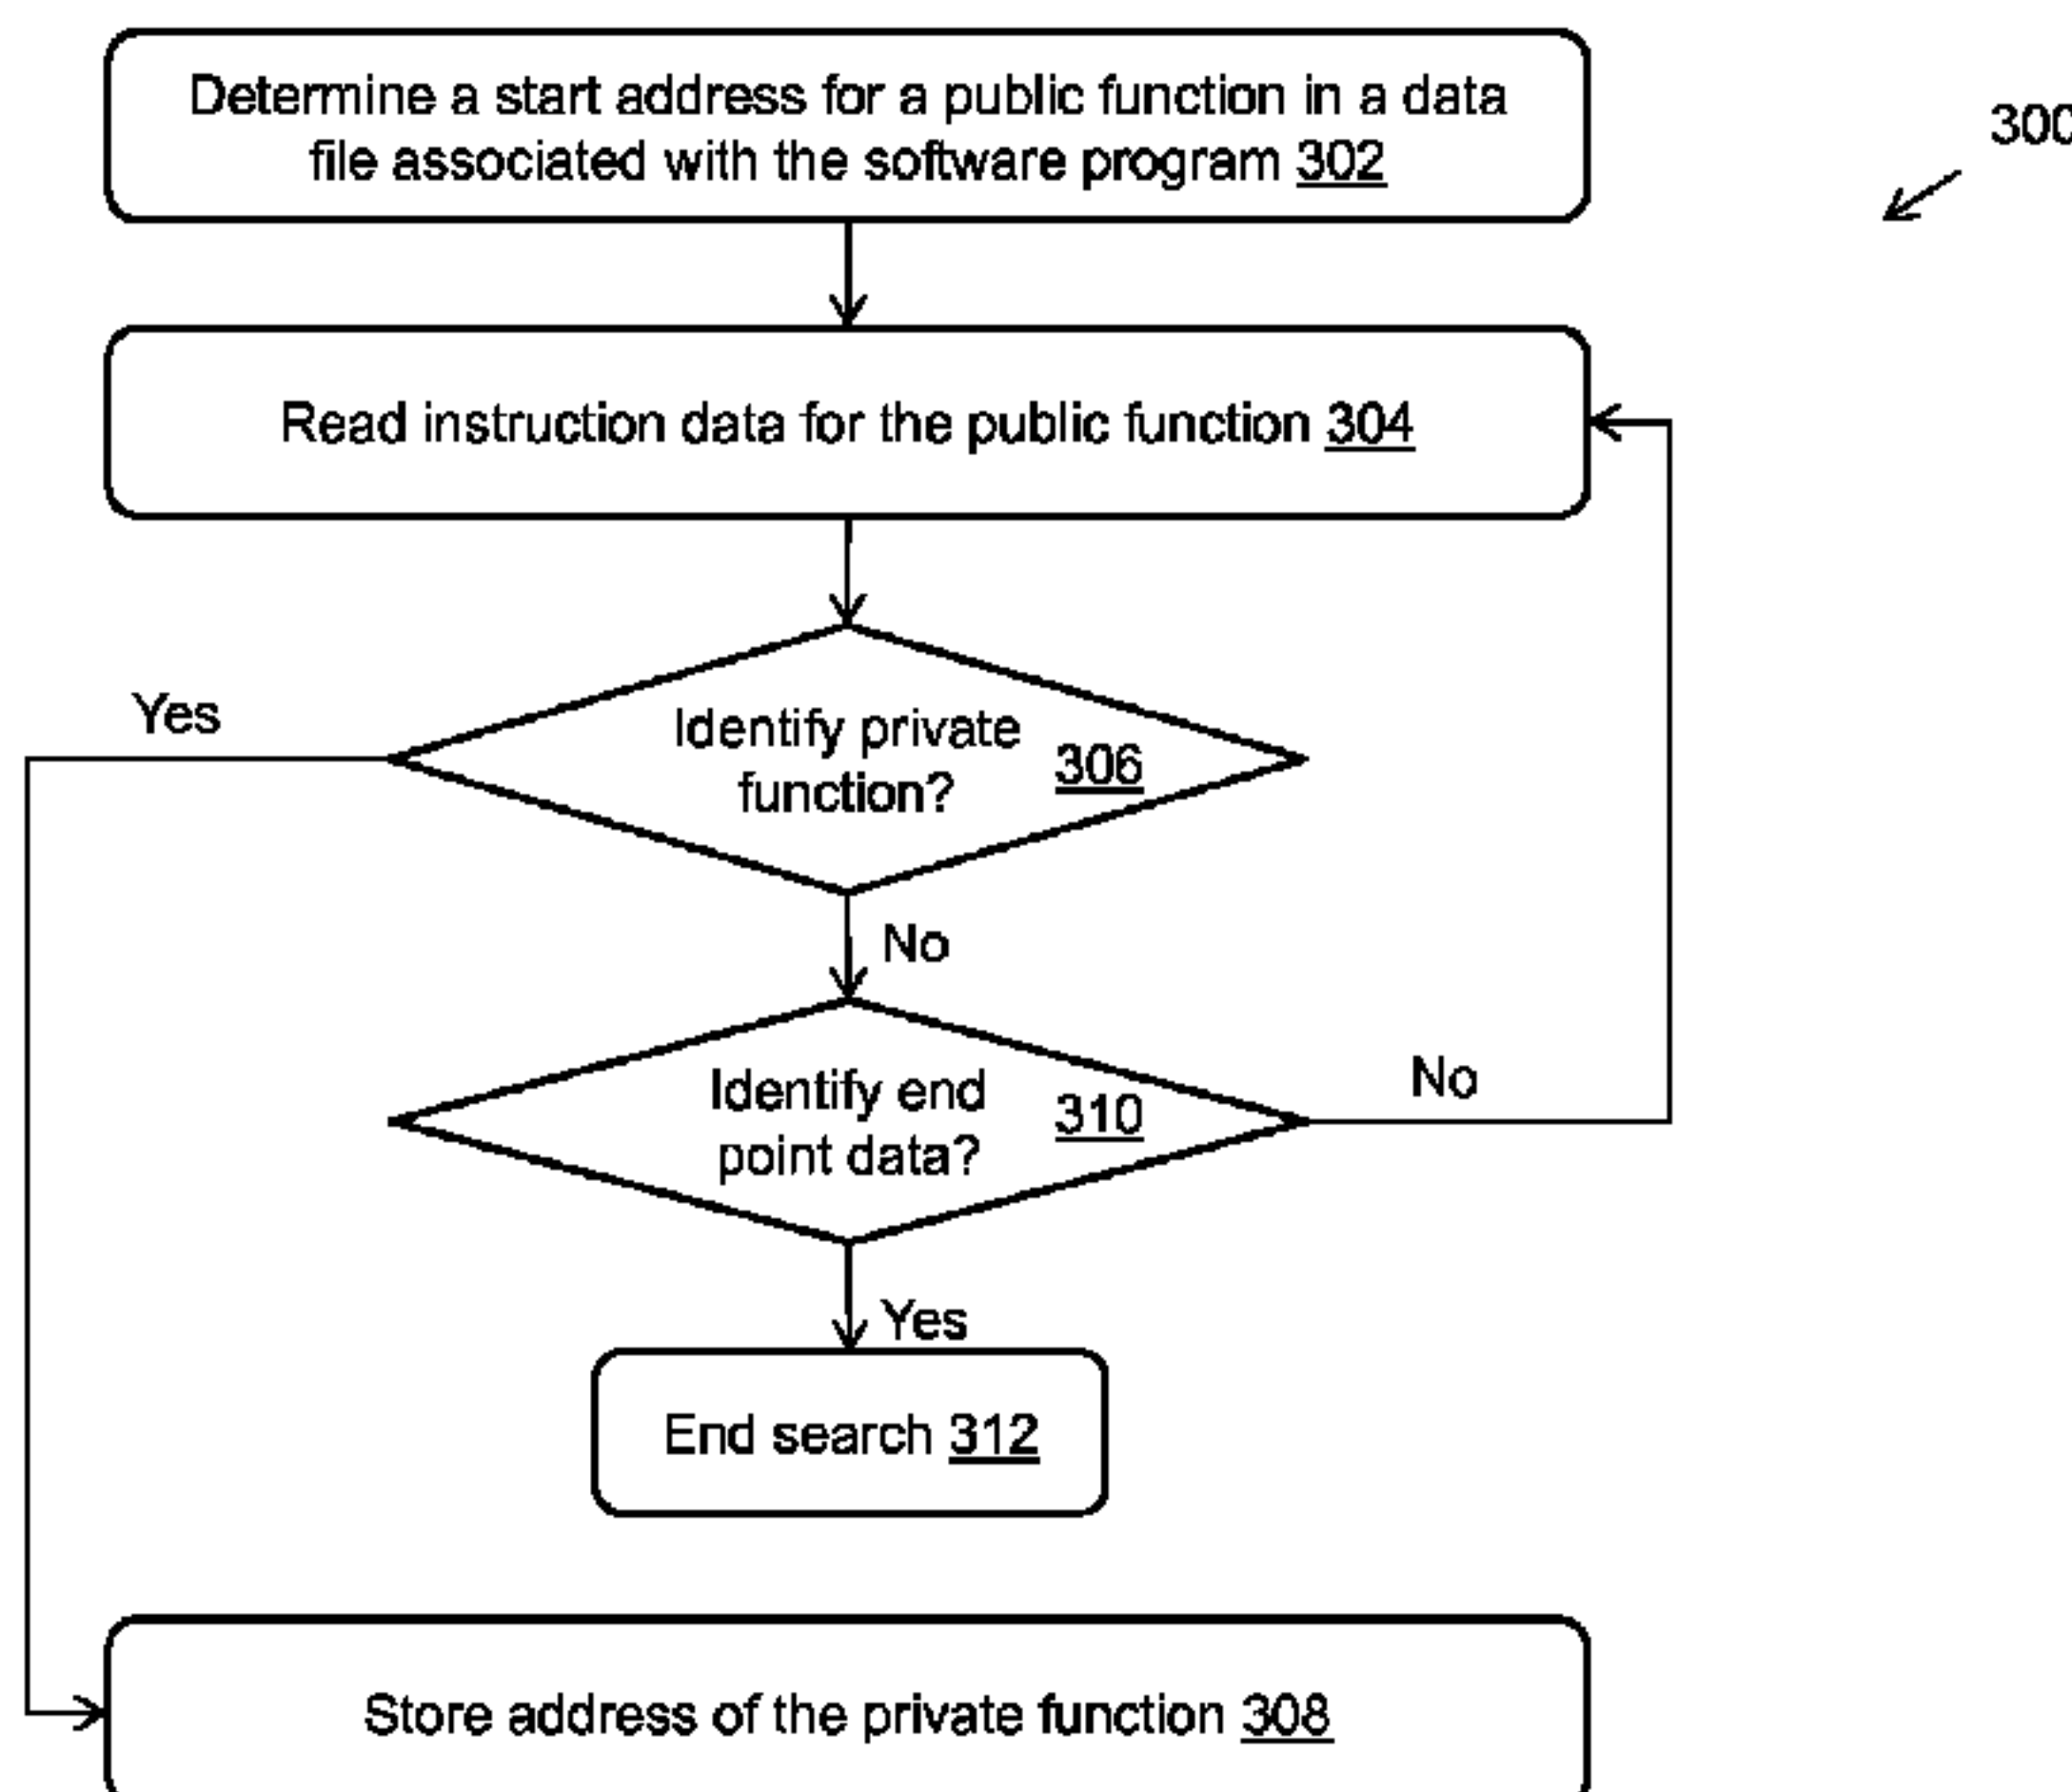 Determine a start address for a public function in a data
file associated with the software program 302
300
Read instruction data for the public function 304
Yes
Identify private
function?
306
No
Identify end
point data?
310
No
Yes
End search 312
Store address of the private function 308